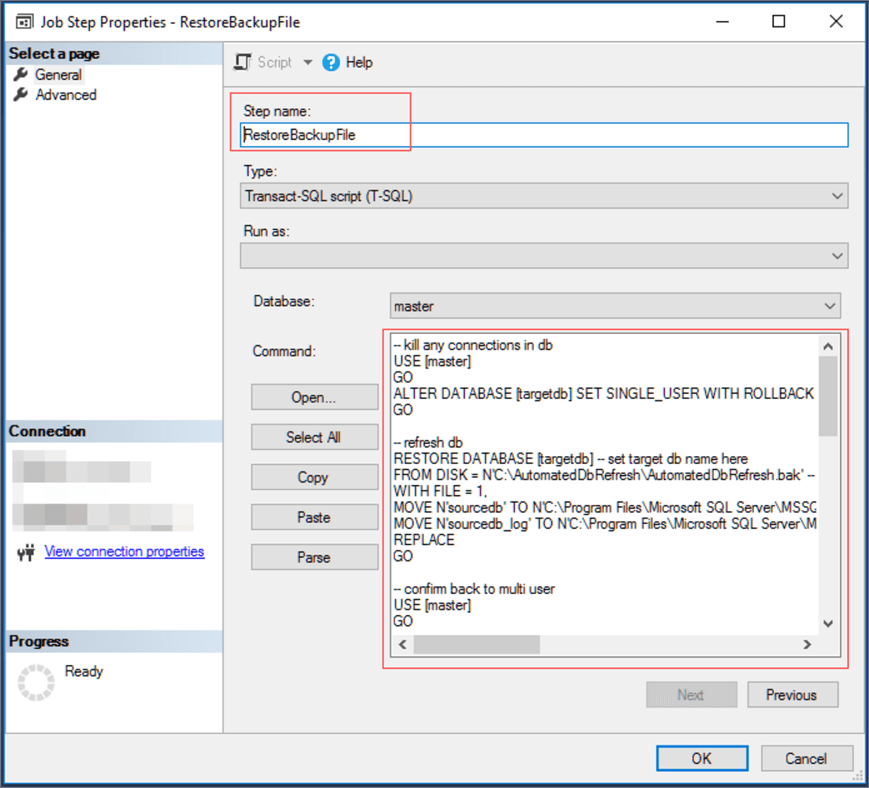 Job Step Properties - RestoreBackupFile
Select a page
General
Advanced
Script
Help
Step name:
RestoreBackupFile
Type:
Transact-SQL script (T-SQL)
Run as:
Database:
master
Command:
Open...
Select All
Copy
Paste
Parse
-- kill any connections in db
USE [master]
GO
ALTER DATABASE [targetdb] SET SINGLE_USER WITH ROLLBACK
GO
-- refresh db
RESTORE DATABASE [targetdb] -- set target db name here
FROM DISK = N'C:\AutomatedDbRefresh\AutomatedDbRefresh.bak' --
WITH FILE = 1,
MOVE N'sourcedb' TO N'C:\Program Files\Microsoft SQL Server\MSSQ
MOVE N'sourcedb_log' TO N'C:\Program Files\Microsoft SQL Server\M
REPLACE
GO
-- confirm back to multi user
USE [master]
GO
Connection
View connection properties
Progress
Ready
Next
Previous
OK
Cancel